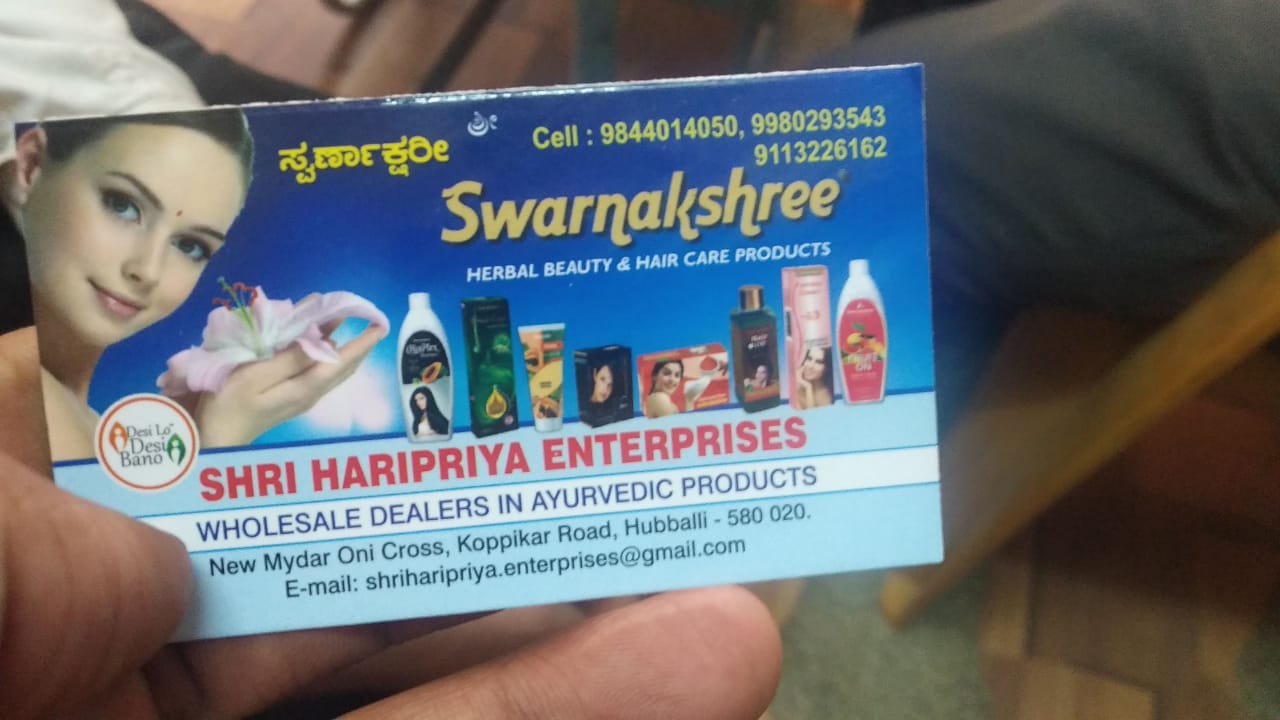 ಶ್ರೀ
ಸ್ವರ್ಣಾಕ್ಷರೀ
Cell : 9844014050, 9980293543
9113226162
Swarnakshree
HERBAL BEAUTY & HAIR CARE PRODUCTS
Desi Lo
Desi
Bano
SHRI HARIPRIYA ENTERPRISES
WHOLESALE DEALERS IN AYURVEDIC PRODUCTS
New Mydar Oni Cross, Koppikar Road, Hubballi - 580 020.
E-mail: shriharipriya.enterprises@gmail.com